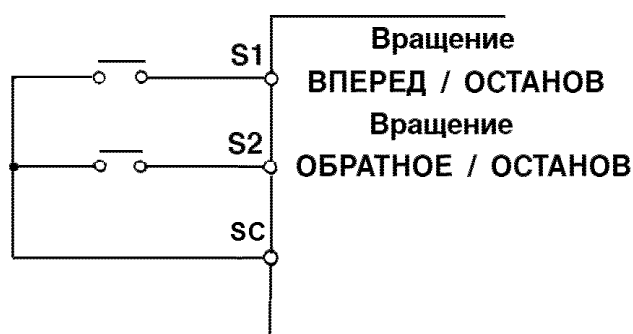 S1
Вращение
ВПЕРЕД / ОСТАНОВ
S2
Вращение
ОБРАТНОЕ / ОСТАНОВ
SC